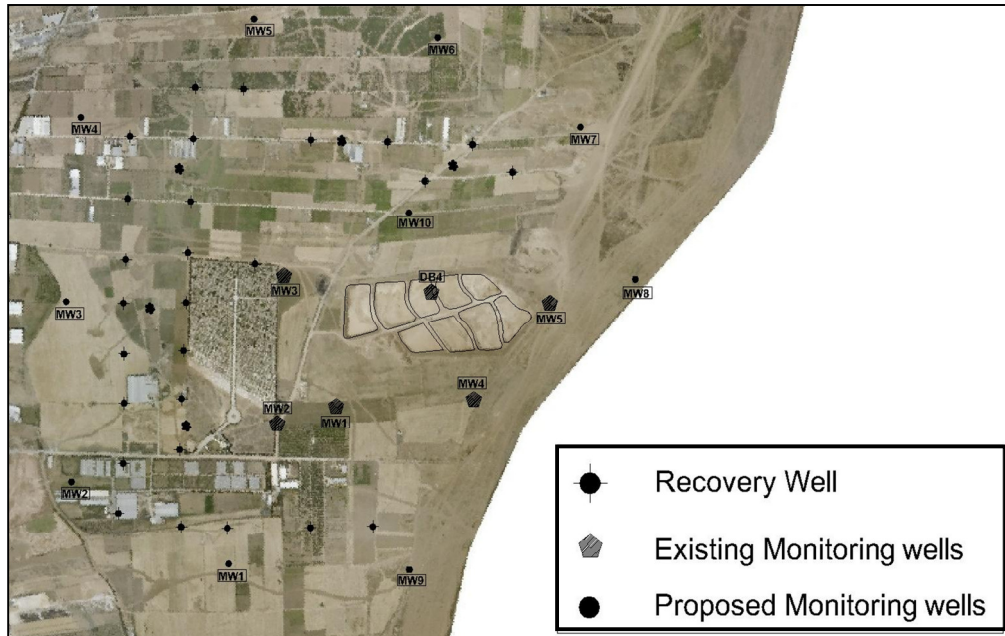 MW5
MW6
MW4
MW7
MW10
DB4
MW3
MW8
MW3
MW5
MW4
MW2
MW1
MW2
MW1
MW9
Recovery Well
Existing Monitoring wells
Proposed Monitoring wells